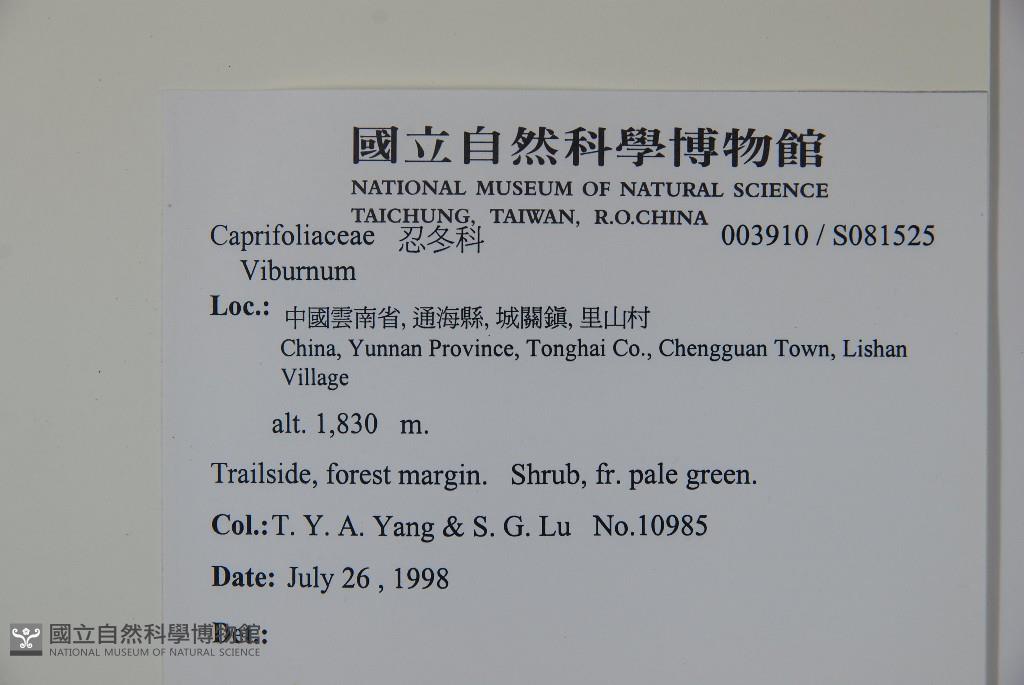 國立自然科學博物館
NATIONAL MUSEUM OF NATURAL SCIENCE
TAICHUNG, TAIWAN, R.O.CHINA
Caprifoliaceae 忍冬科 003910 / S081525
Viburnum
Loc.: 中國雲南省, 通海縣, 城關鎮, 里山村
China, Yunnan Province, Tonghai Co., Chengguan Town, Lishan
Village
alt. 1,830 m.
Trailside, forest margin. Shrub, fr. pale green.
Col.: T. Y. A. Yang & S. G. Lu No.10985
Date: July 26 , 1998
Det.:
國立自然科學博物館
NATIONAL MUSEUM OF NATURAL SCIENCE